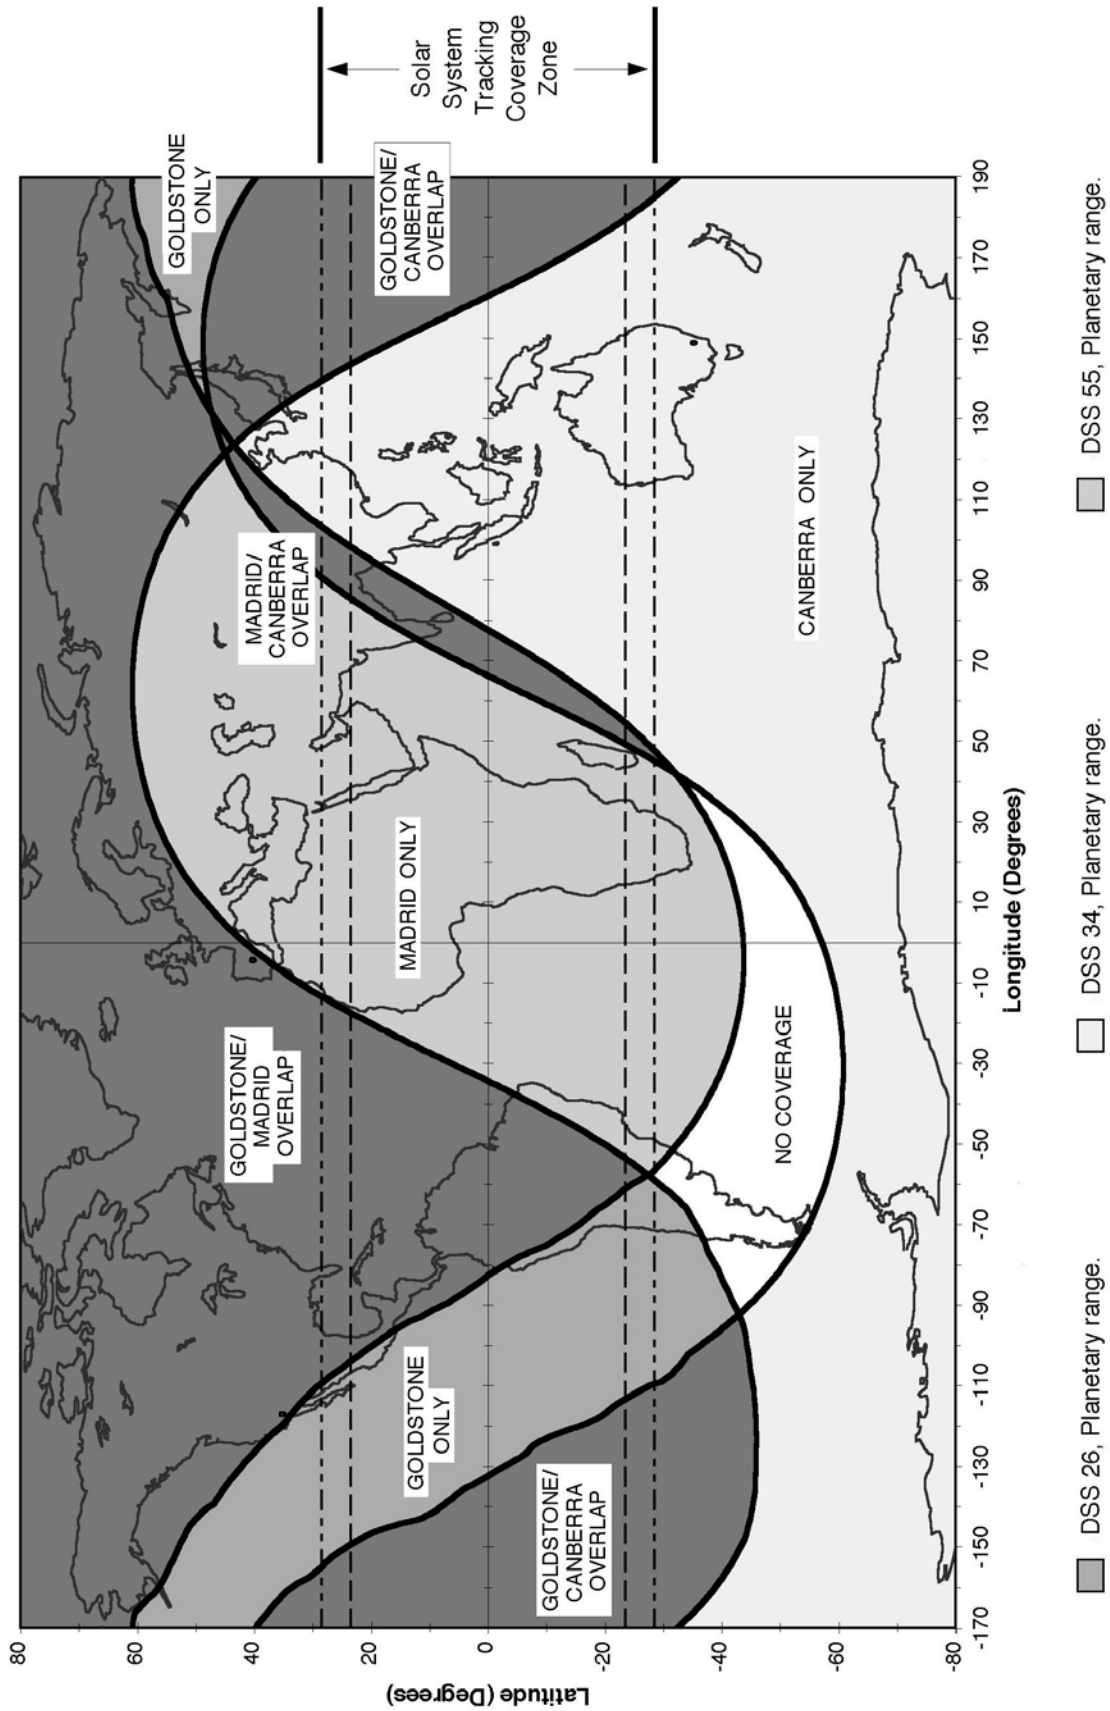 Solar
System
Tracking
Coverage
Zone
GOLDSTONE
ONLY
GOLDSTONE/
CANBERRA
OVERLAP
MADRID/
CANBERRA
OVERLAP
GOLDSTONE/
MADRID
OVERLAP
MADRID ONLY
CANBERRA ONLY
NO COVERAGE
GOLDSTONE
ONLY
GOLDSTONE/
CANBERRA
OVERLAP
80
60
40
20
0
-20
-40
-60
-80
Latitude (Degrees)
-170
-150
-130
-110
-90
-70
-50
-30
-10
10
30
50
70
90
110
130
150
170
190
Longitude (Degrees)
DSS 26, Planetary range.
DSS 34, Planetary range.
DSS 55, Planetary range.